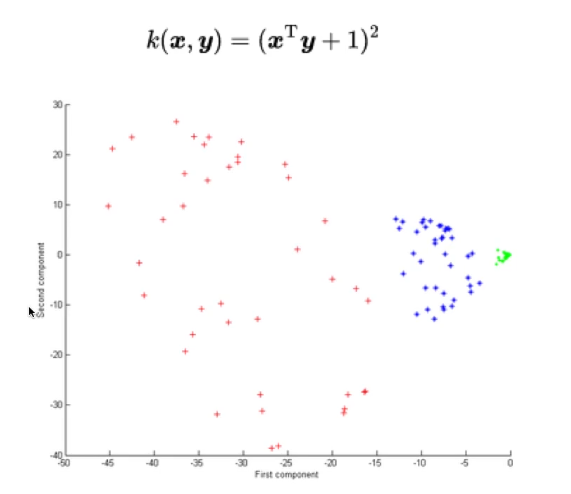 k(x, y) = (xᵀy + 1)²
30
20
10
0
-10
-20
-30
-40
Second component
-50 -45 -40 -35 -30 -25 -20 -15 -10 -5 0
First component